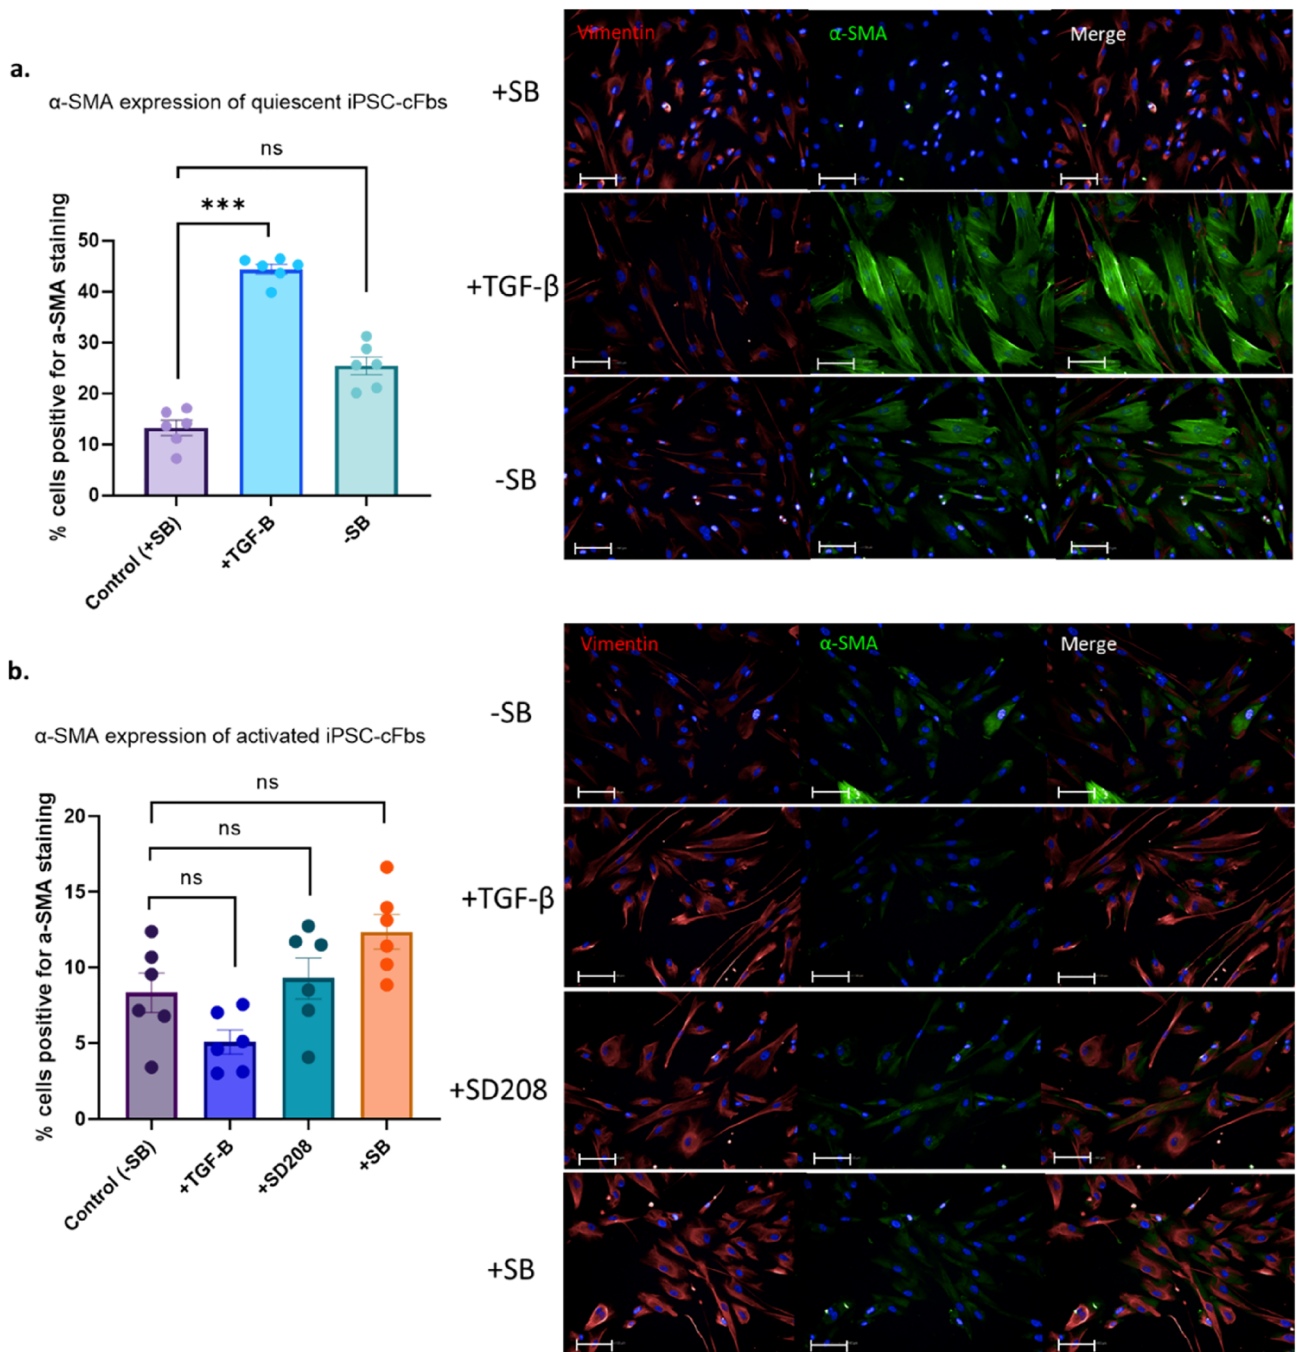 a.
α-SMA expression of quiescent iPSC-cFbs
ns
***
% cells positive for a-SMA staining
50
40
30
20
10
0
Control (+SB)
+TGF-B
-SB
Vimentin
α-SMA
Merge
+SB
+TGF-β
-SB
b.
α-SMA expression of activated iPSC-cFbs
ns
ns
ns
% cells positive for a-SMA staining
20
15
10
5
0
Control (-SB)
+TGF-B
+SD208
+SB
Vimentin
α-SMA
Merge
-SB
+TGF-β
+SD208
+SB